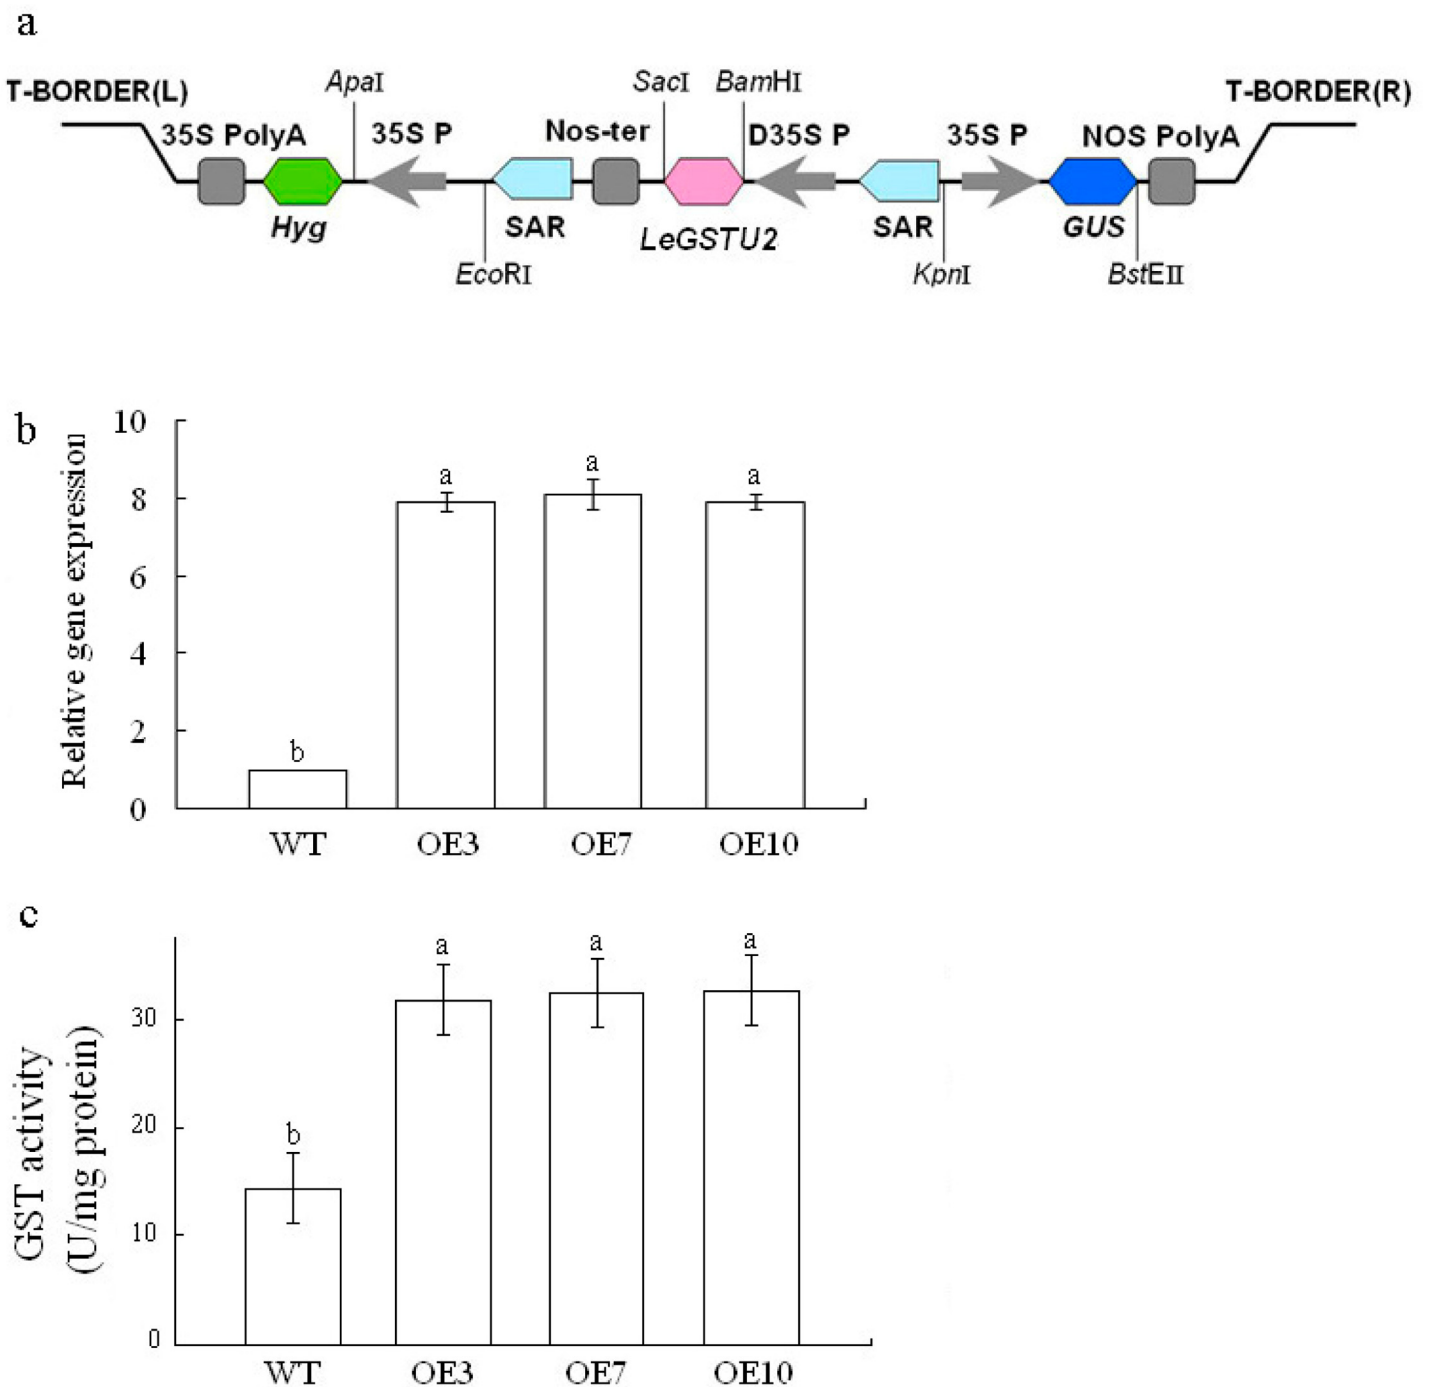 a
ApaI SacI BamHI
T-BORDER(L) T-BORDER(R)
35S PolyA 35S P Nos-ter D35S P 35S P NOS PolyA
Hyg SAR LeGSTU2 SAR GUS
EcoRI KpnI BstEII
b
Relative gene expression
10
8
6
4
2
0
b a a a
WT OE3 OE7 OE10
c
GST activity
(U/mg protein)
30
20
10
0
b a a a
WT OE3 OE7 OE10